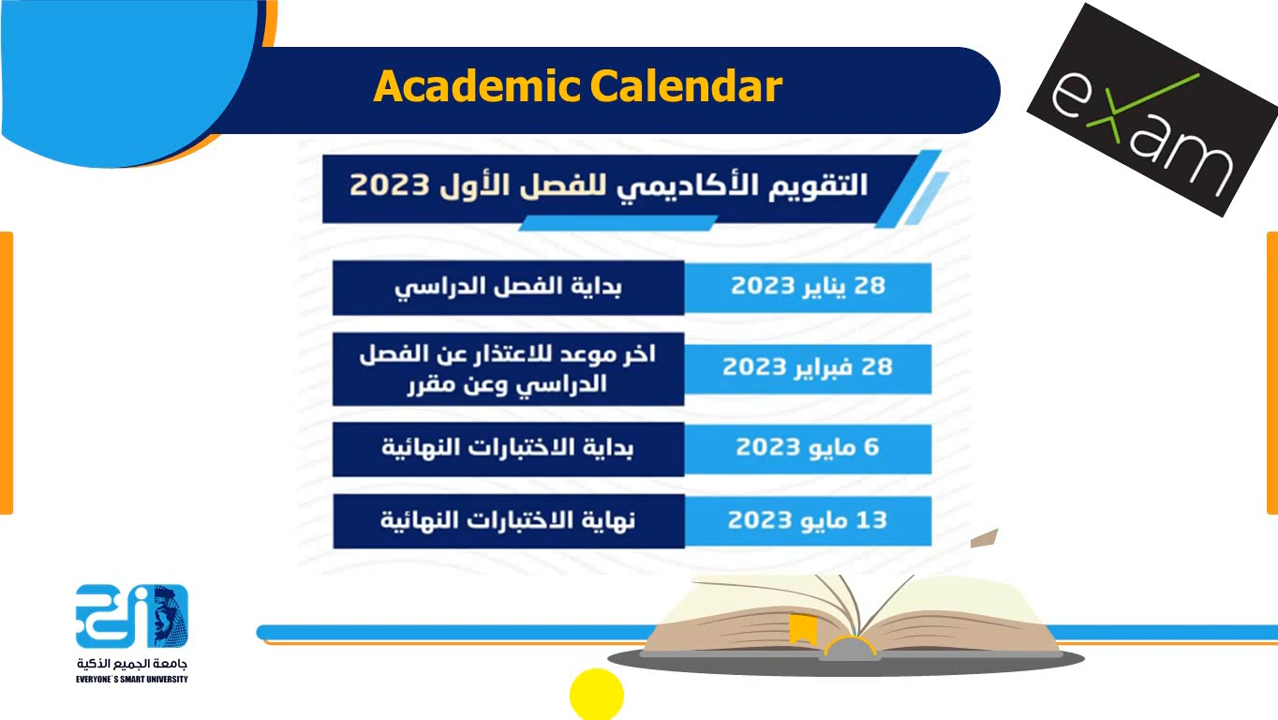 Academic Calendar
exam
التقويم الأكاديمي للفصل الأول 2023
28 يناير 2023
بداية الفصل الدراسي
28 فبراير 2023
اخر موعد للاعتذار عن الفصل
الدراسي وعن مقرر
6 مايو 2023
بداية الاختبارات النهائية
13 مايو 2023
نهاية الاختبارات النهائية
جامعة الجميع الذكية
EVERYONE`S SMART UNIVERSITY